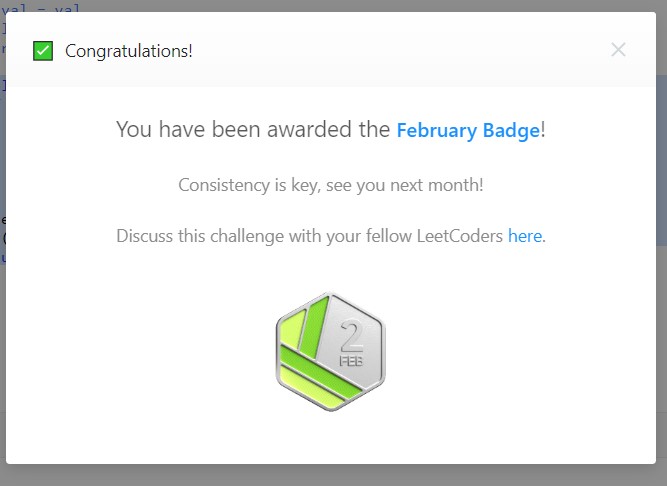 val = val
Congratulations!
You have been awarded the February Badge!
Consistency is key, see you next month!
Discuss this challenge with your fellow LeetCoders here.
2
FEB